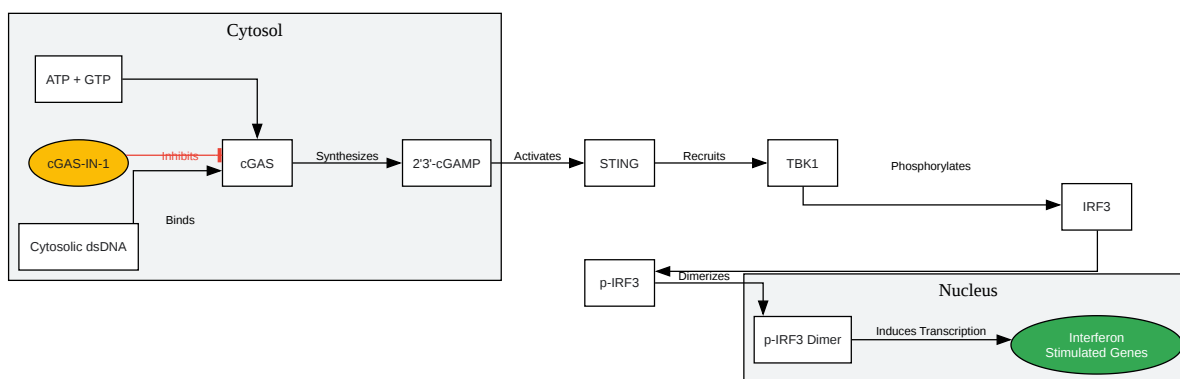 Cytosol
ATP + GTP
cGAS-IN-1
Inhibits
cGAS
Synthesizes
2'3'-cGAMP
Activates
STING
Recruits
TBK1
Phosphorylates
IRF3
Binds
Cytosolic dsDNA
p-IRF3
Dimerizes
Nucleus
p-IRF3 Dimer
Induces Transcription
Interferon
Stimulated Genes